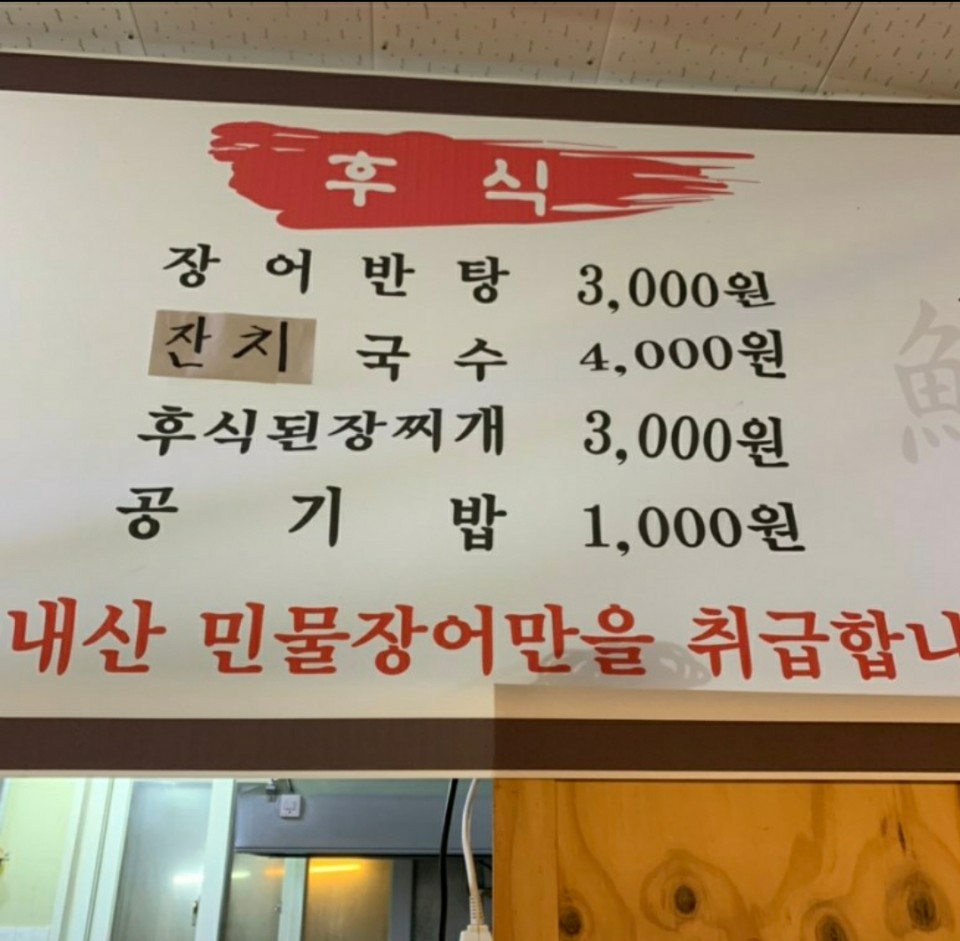 후식
장어반탕 3,000원
잔치국수 4,000원
후식된장찌개 3,000원
공기밥 1,000원
내산 민물장어만을 취급합니